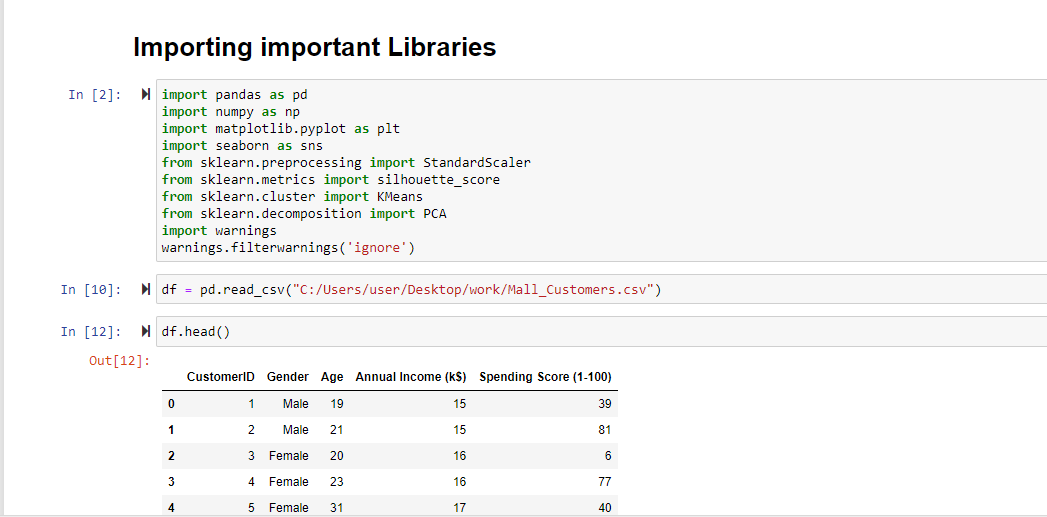 Importing important Libraries
In [2]:
import pandas as pd
import numpy as np
import matplotlib.pyplot as plt
import seaborn as sns
from sklearn.preprocessing import StandardScaler
from sklearn.metrics import silhouette_score
from sklearn.cluster import KMeans
from sklearn.decomposition import PCA
import warnings
warnings.filterwarnings('ignore')
In [10]: df = pd.read_csv("C:/Users/user/Desktop/work/Mall_Customers.csv")
In [12]: df.head()
Out[12]:
CustomerID Gender Age Annual Income (k$) Spending Score (1-100)
0 1 Male 19 15 39
1 2 Male 21 15 81
2 3 Female 20 16 6
3 4 Female 23 16 77
4 5 Female 31 17 40